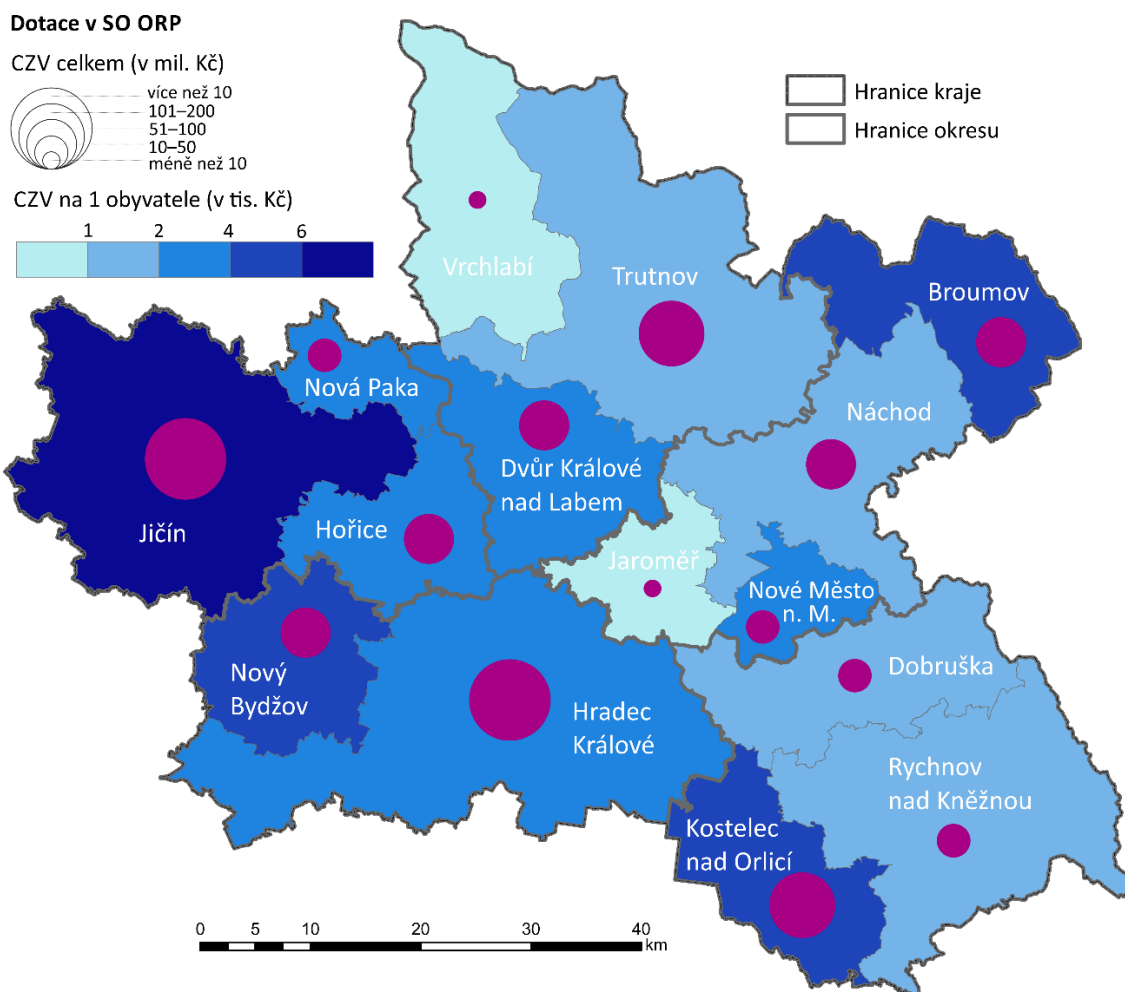 Dotace v SO ORP
CZV celkem (v mil. Kč)
více než 10
101–200
51–100
10–50
méně než 10
CZV na 1 obyvatele (v tis. Kč)
1 2 4 6
Hranice kraje
Hranice okresu
Vrchlabí
Trutnov
Broumov
Nová Paka
Náchod
Dvůr Králové
nad Labem
Jičín
Hořice
Jaroměř
Nové Město
n. M.
Nový
Bydžov
Dobruška
Hradec
Králové
Rychnov
nad Kněžnou
Kostelec
nad Orlicí
0 5 10 20 30 40
km